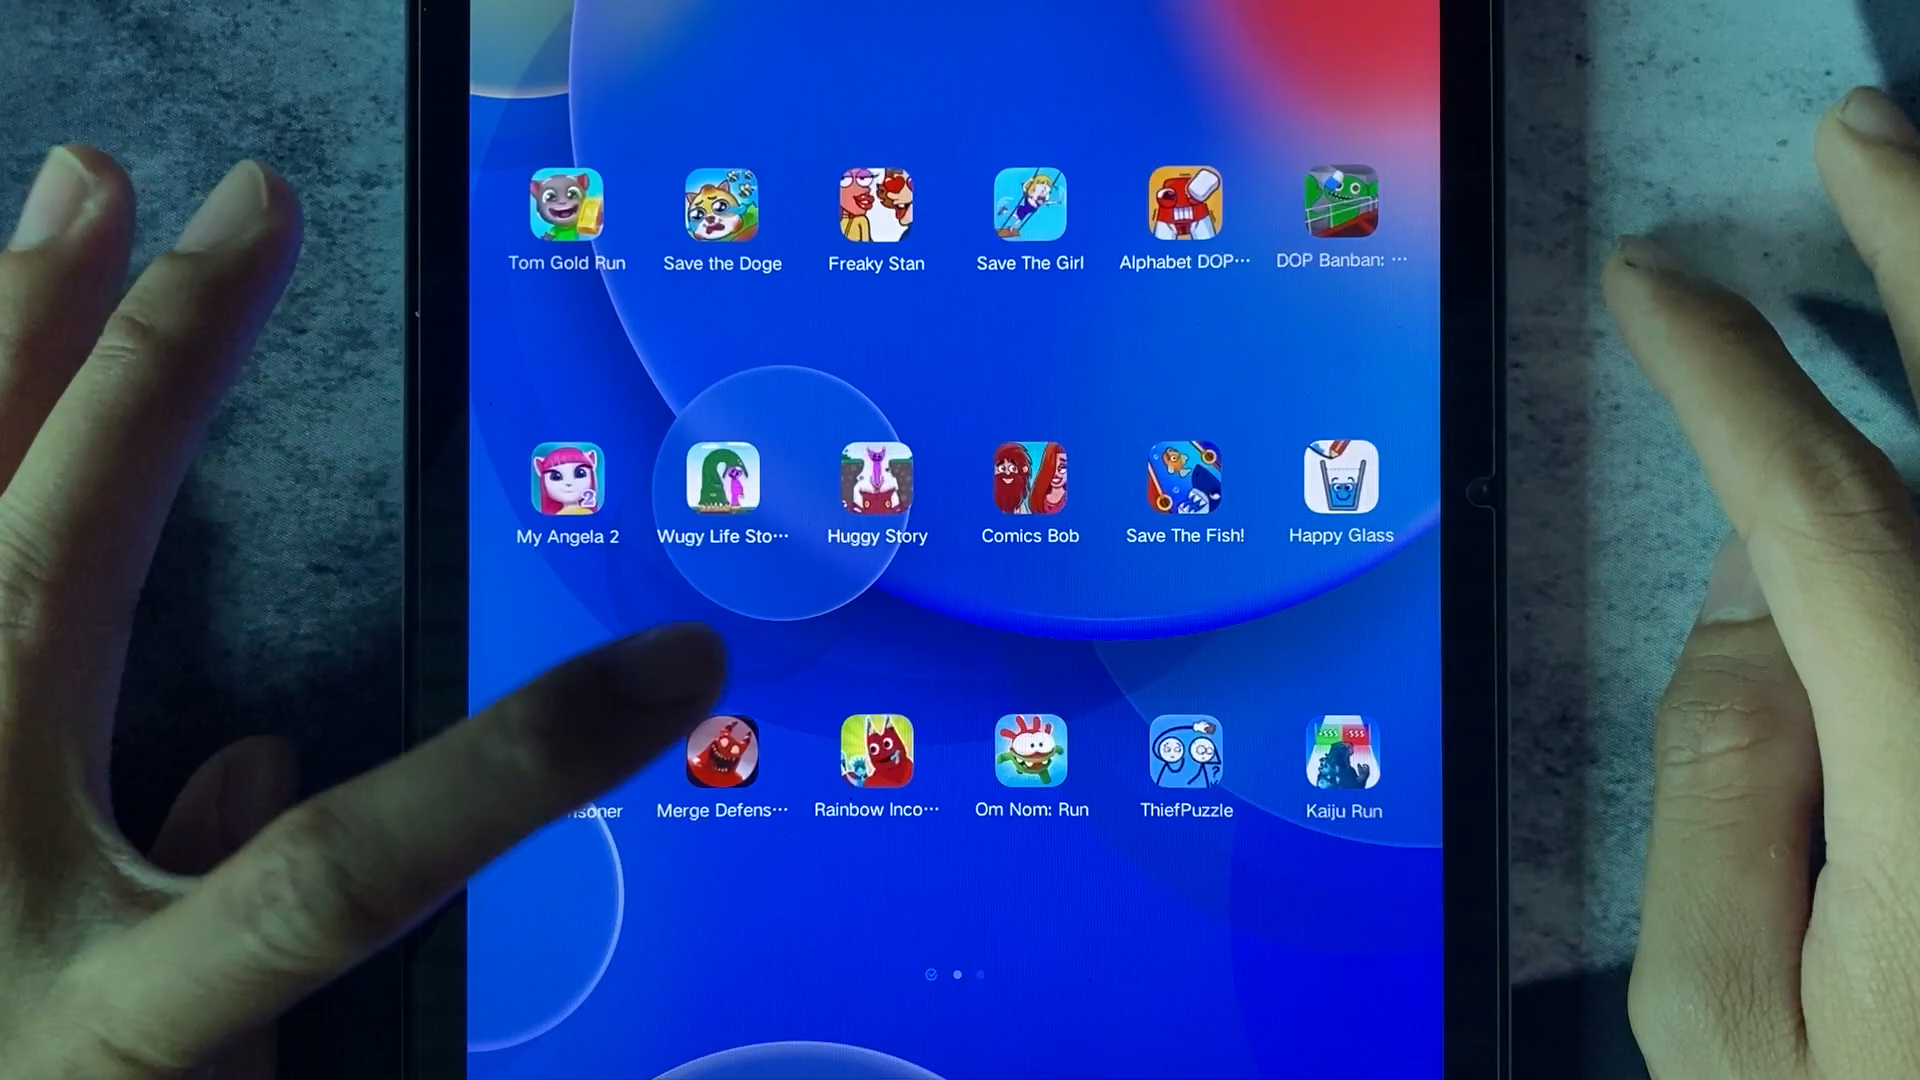 Tom Gold Run
Save the Doge
Freaky Stan
Save The Girl
Alphabet DOP···
DOP Banban: ···
My Angela 2
2
Wugy Life Sto···
Huggy Story
Comics Bob
Save The Fish!
Happy Glass
Merge Defens···
Rainbow Inco···
Om Nom: Run
?
ThiefPuzzle
+$$$ -$$$
Kaiju Run